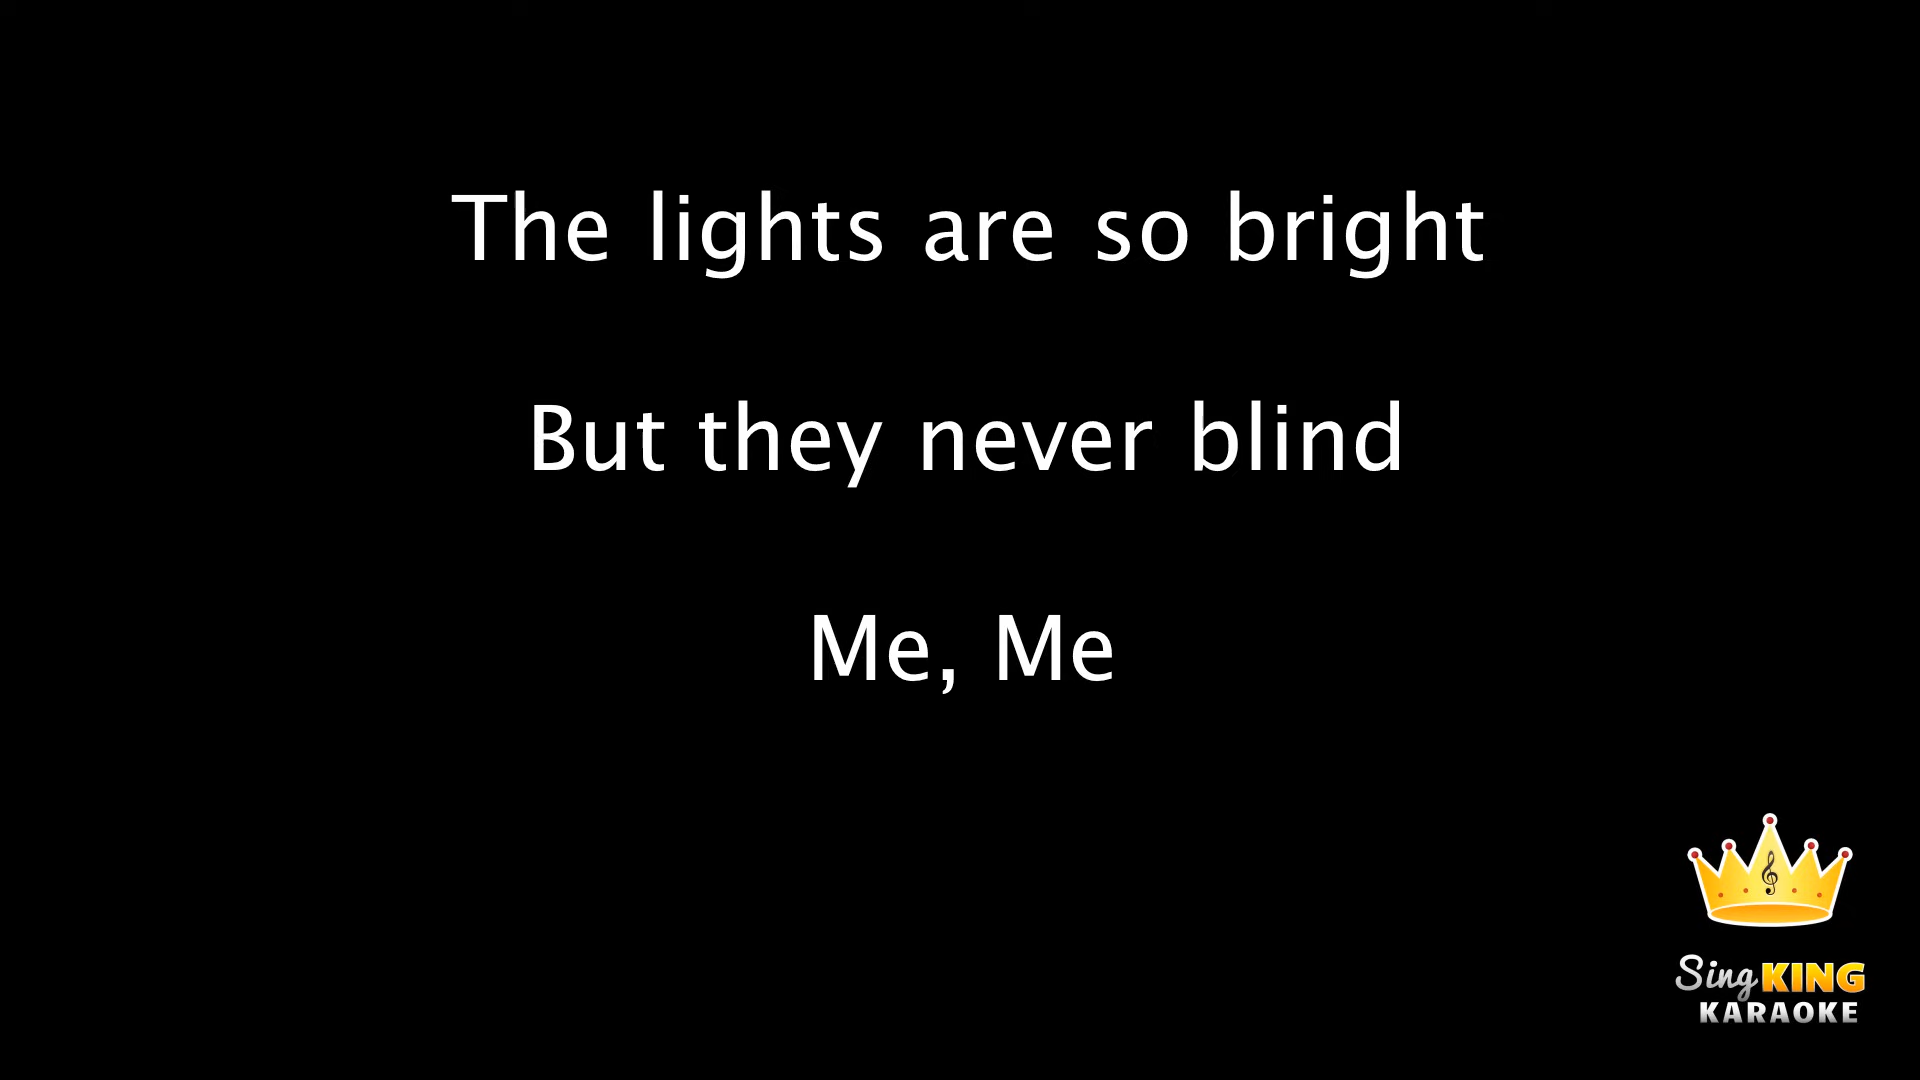 The lights are so bright
But they never blind
Me, Me
Sing KING
KARAOKE